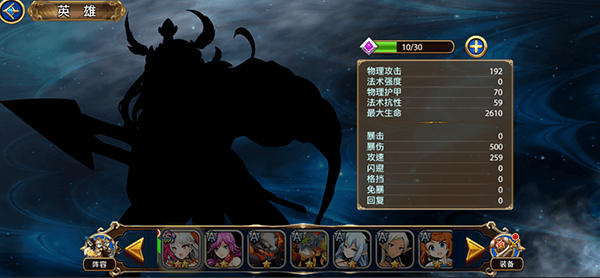 英 雄
10/30
物理攻击 192
法术强度 0
物理护甲 70
法术抗性 59
最大生命 2610
暴击 0
暴伤 500
攻速 259
闪避 0
格挡 0
免暴 0
回复 0
阵容
装备